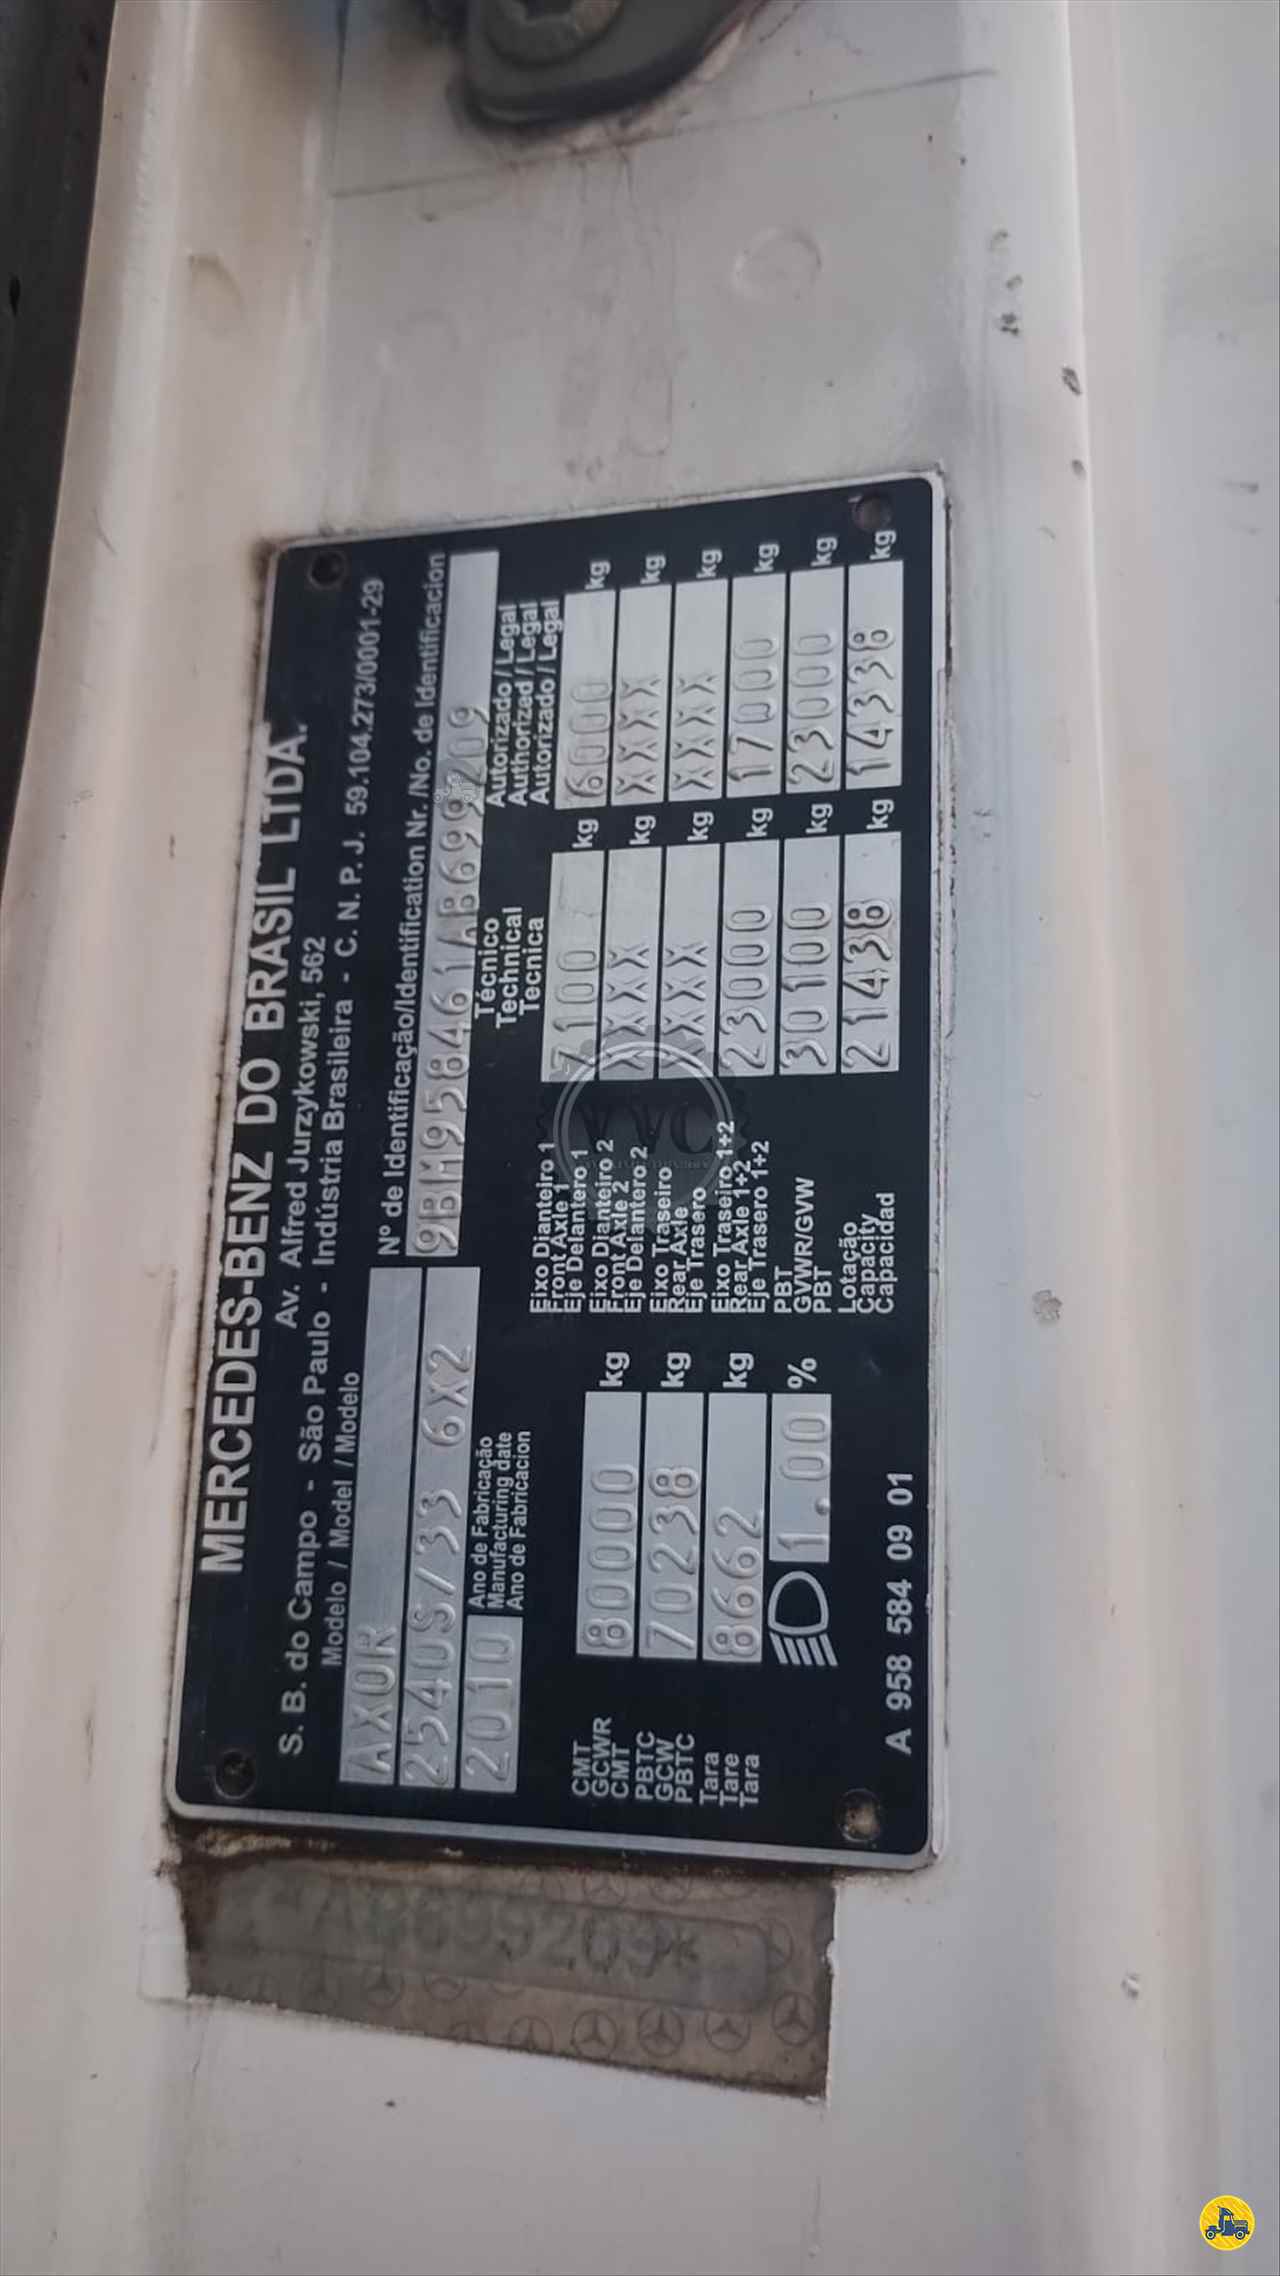 MERCEDES-BENZ DO BRASIL LTDA.
Av. Alfred Jurzykowski, 562
S. B. do Campo - São Paulo - Indústria Brasileira - C. N. P. J. 59.104.273/0001-29
Modelo / Model / Modelo
Nº de Identificação/Identification Nr./No. de Identificacion
AXOR
9BM958461AB699209
2540S/33 6X2
2010
Ano de Fabricação
Manufacturing date
Ano de Fabricacion
Técnico
Technical
Tecnica
Autorizado / Legal
Authorized / Legal
Autorizado / Legal
CMT
GCWR
CMT
80000 kg
PBTC
GCW
PBTC
70238 kg
Tara
Tare
Tara
8662 kg
1.00 %
Eixo Dianteiro 1
Front Axle 1
Eje Delantero 1
7100 kg 6000 kg
Eixo Dianteiro 2
Front Axle 2
Eje Delantero 2
XXXX kg XXXX kg
Eixo Traseiro
Rear Axle
Eje Trasero
XXXX kg XXXX kg
Eixo Traseiro 1+2
Rear Axle 1+2
Eje Trasero 1+2
23000 kg 17000 kg
PBT
GVWR/GVW
PBT
30100 kg 23000 kg
Lotação
Capacity
Capacidad
21438 kg 14338 kg
A 958 584 09 01
*AB699209*
VVC